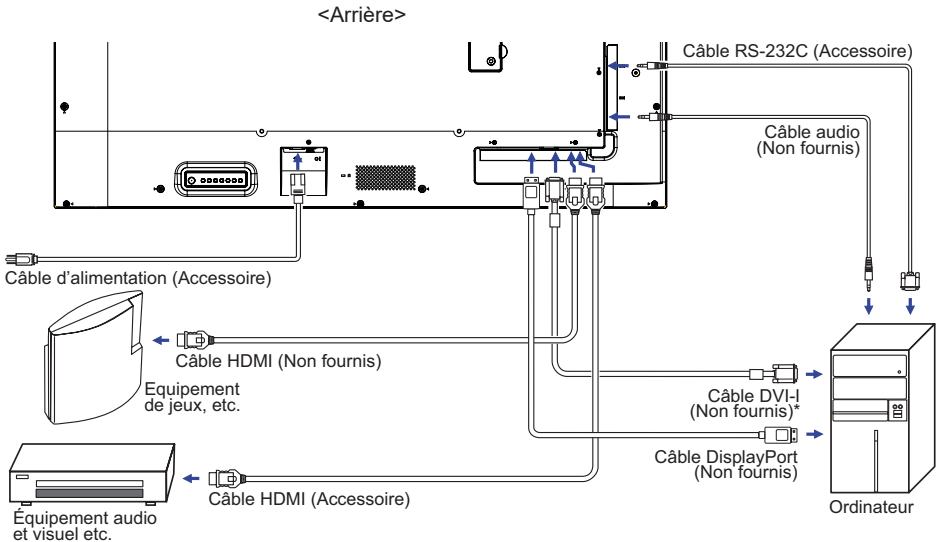 <Arrière>
Câble RS-232C (Accessoire)
Câble audio
(Non fournis)
Câble d'alimentation (Accessoire)
Câble HDMI (Non fournis)
Equipement
de jeux, etc.
Câble DVI-I
(Non fournis)*
Câble DisplayPort
(Non fournis)
Câble HDMI (Accessoire)
Ordinateur
Équipement audio
et visuel etc.